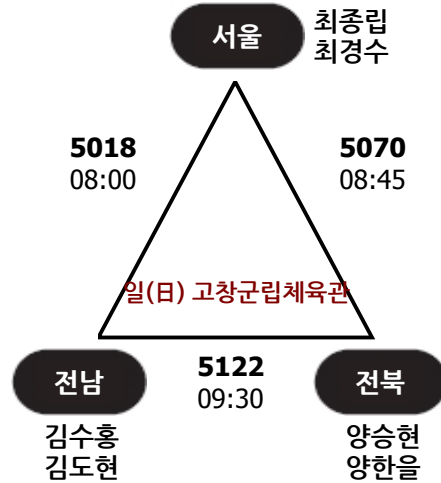 서울
최종립
최경수
5018
08:00
5070
08:45
일(日) 고창군립체육관
전남
5122
09:30
전북
김수홍
김도현
양승현
양한을